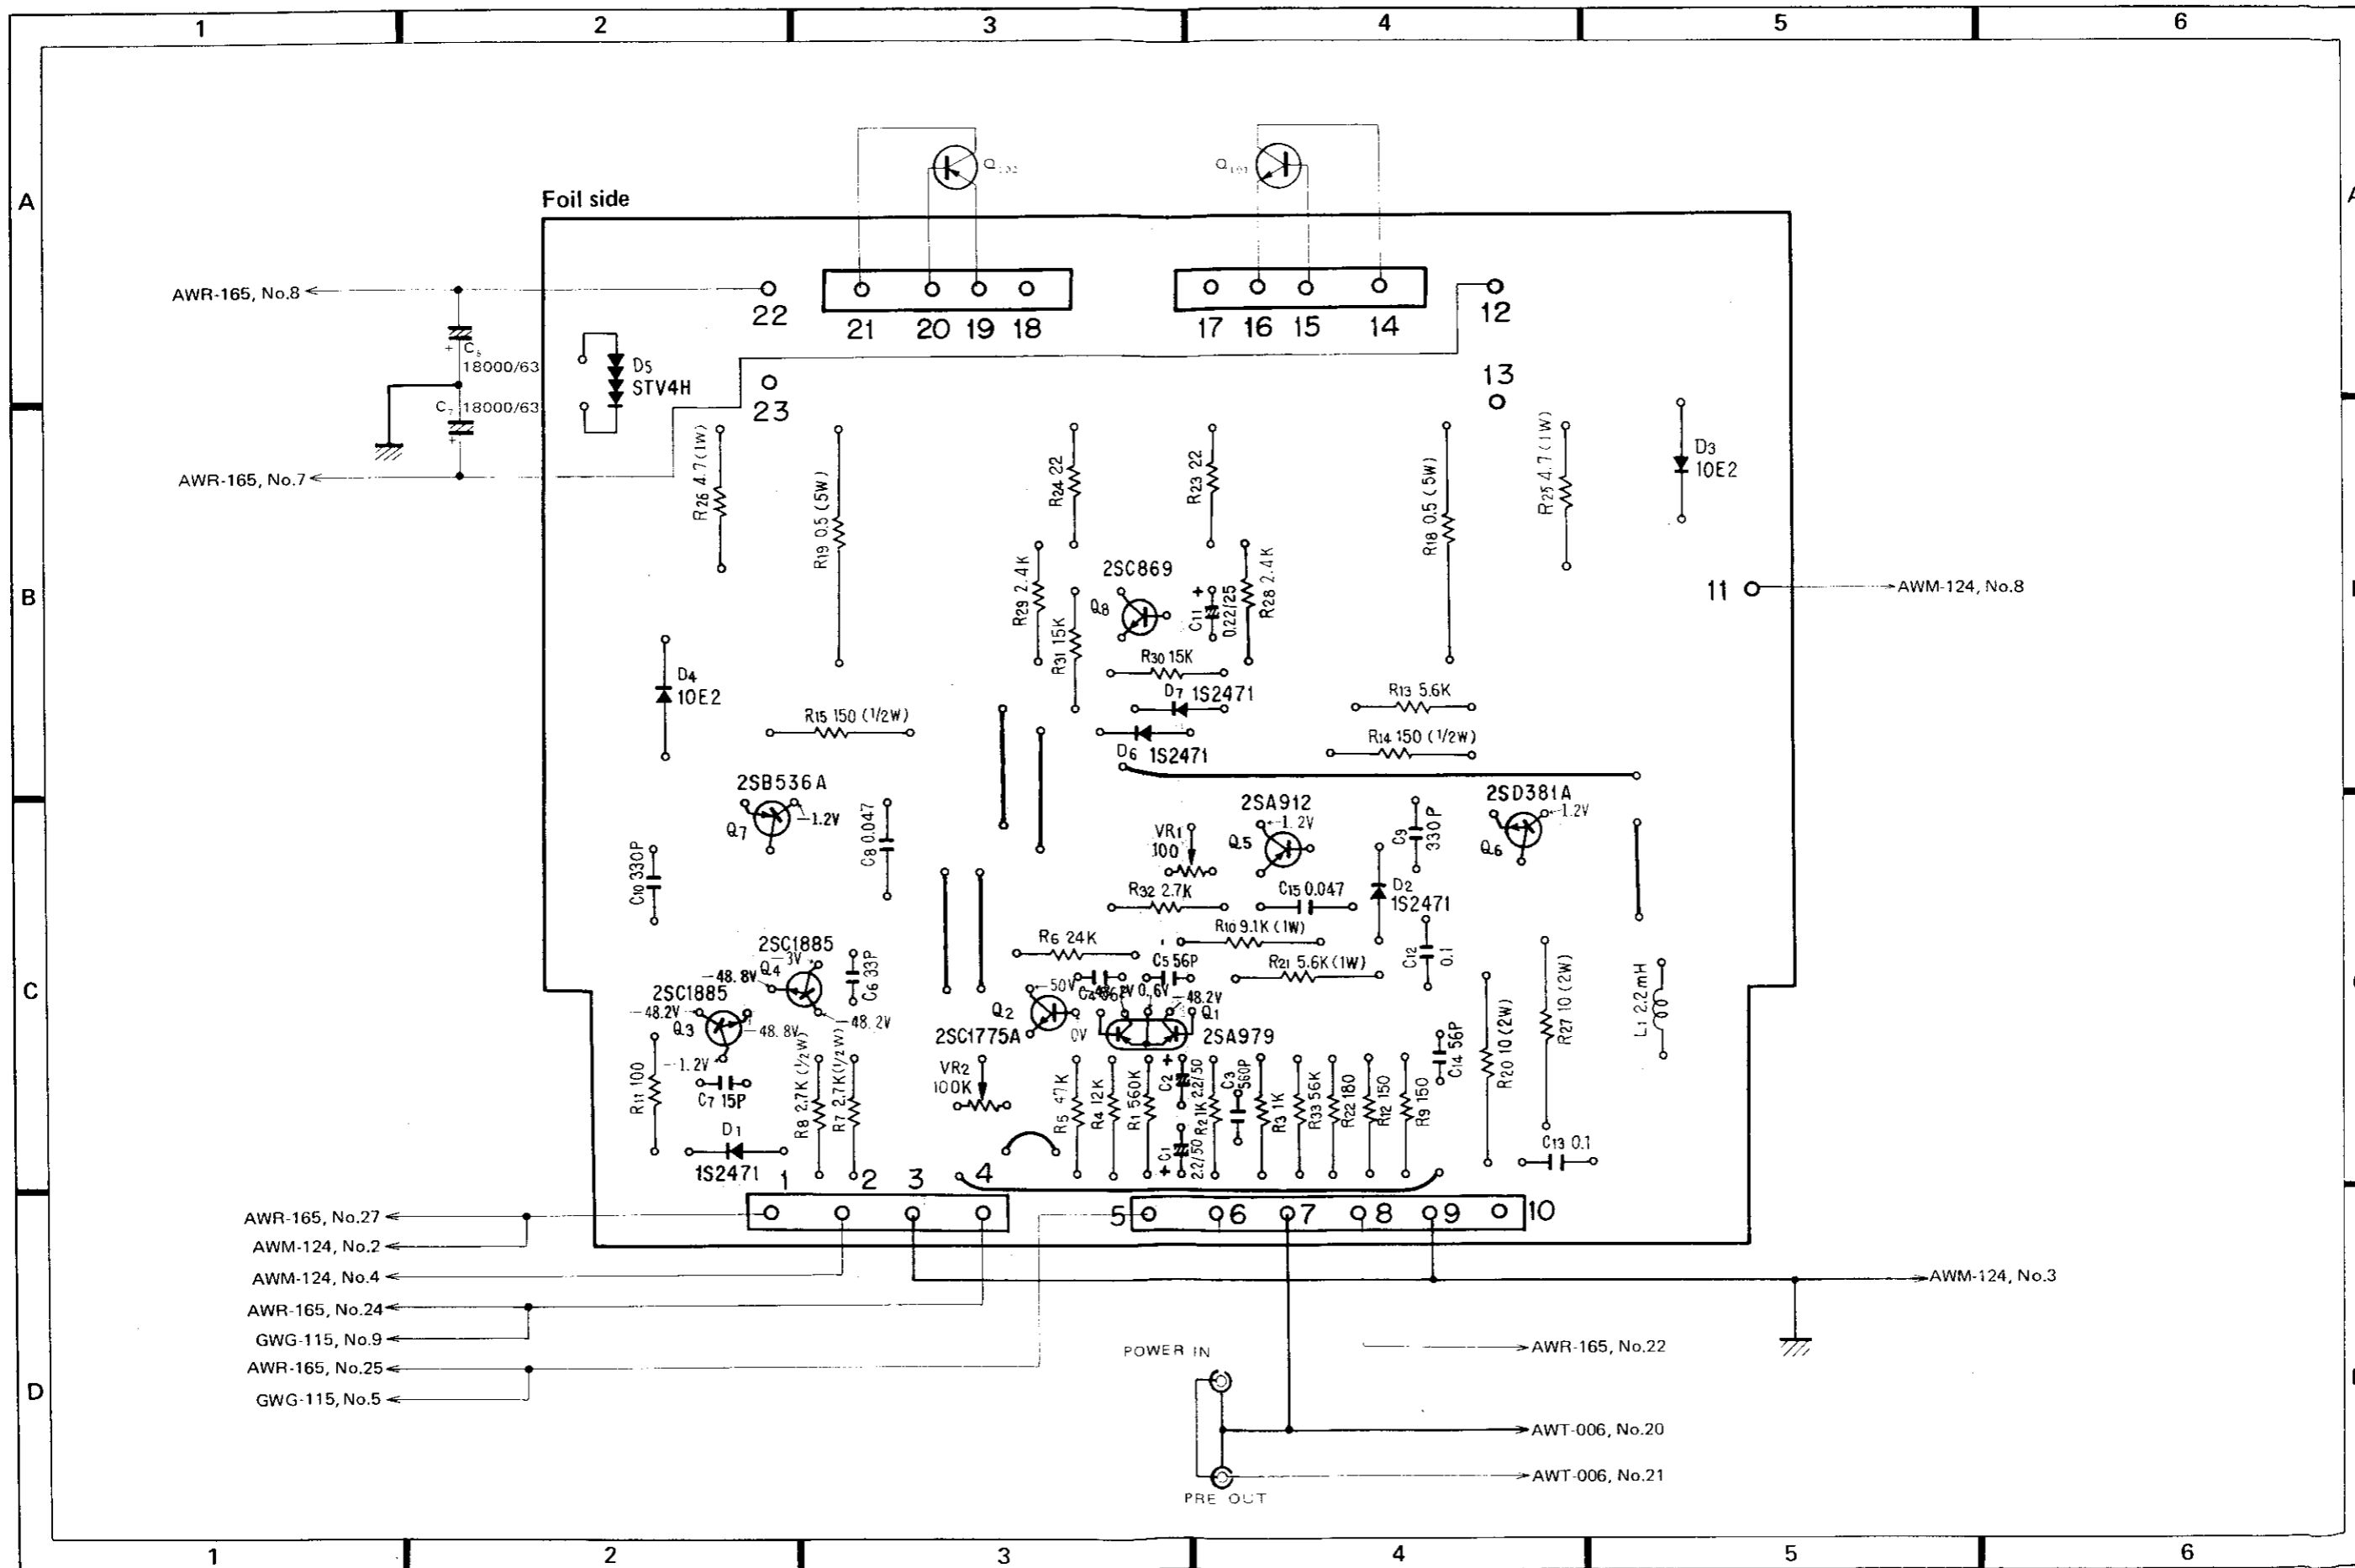 1 2 3 4 5 6
A
Foil side
Q
Q
AWR-165, No.8
22
21 20 19 18
17 16 15 14
12
+ C
18000/63
D5
STV4H
13
23
C7 18000/63
+
AWR-165, No.7
R26 4.7 (1W)
R19 0.5 (5W)
R24 22
R23 22
R18 0.5 (5W)
R25 4.7 (1W)
D3
10E2
B
R29 2.4K
R31 15K
2SC869
Q8
+
C11
0.22/25
R28 2.4K
11
AWM-124, No.8
R30 15K
D7 1S2471
D4
10E2
R13 5.6K
R15 150 (1/2W)
D6 1S2471
R14 150 (1/2W)
2SB536A
Q7
-1.2V
C8 0.047
VR1
100
2SA912
-1.2V
Q5
C9
330P
2SD381A
-1.2V
Q6
C10 330P
R32 2.7K
C15 0.047
D2
1S2471
R10 9.1K (1W)
C
2SC1885
-3V
Q4
-48.8V
-48.2V
C6 33P
R6 24K
C5 56P
R21 5.6K (1W)
C12
0.1
2SC1885
-48.2V
Q3
-48.8V
-1.2V
50V
Q2
2SC1775A
0V
0.6V
-48.2V
Q1
2SA979
R27 10 (2W)
L1 2.2mH
R11 100
C7 15P
R8 2.7K (1/2W)
R7 2.7K (1/2W)
VR2
100K
R5 47K
R4 12K
R1 560K
+
C2
2.2/50
C1
2.2/50
+
R2 1K
C3
560P
R3 1K
R33 56K
R22 180
R12 150
R9 150
C14 56P
R20 10 (2W)
D1
1S2471
C13 0.1
1 2 3 4
5 6 7 8 9 10
AWR-165, No.27
AWM-124, No.2
AWM-124, No.4
AWM-124, No.3
AWR-165, No.24
GWG-115, No.9
AWR-165, No.25
GWG-115, No.5
POWER IN
AWR-165, No.22
D
AWT-006, No.20
AWT-006, No.21
PRE OUT
1 2 3 4 5 6